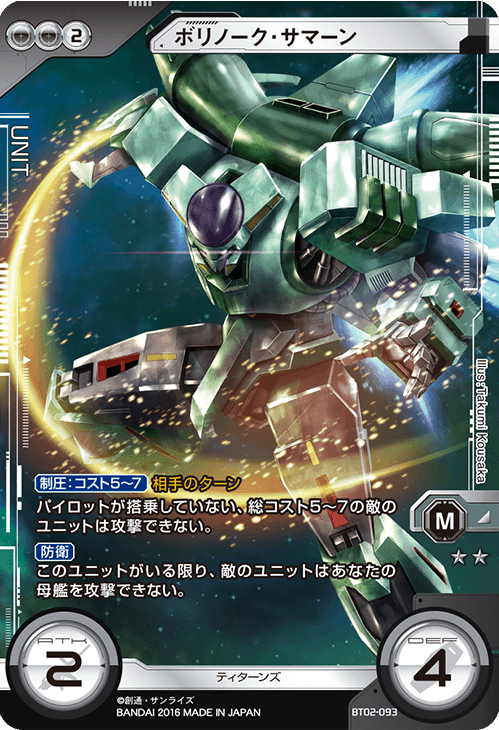 2
ボリノーク・サマーン
UNIT
Illus:Takumi Kousaka
制圧:コスト5~7 相手のターン
パイロットが搭乗していない、総コスト5~7の敵の
ユニットは攻撃できない。
防衛
このユニットがいる限り、敵のユニットはあなたの
母艦を攻撃できない。
M
★★
ATK
2
DEF
4
ティターンズ
©創通・サンライズ
BANDAI 2016 MADE IN JAPAN
BT02-093